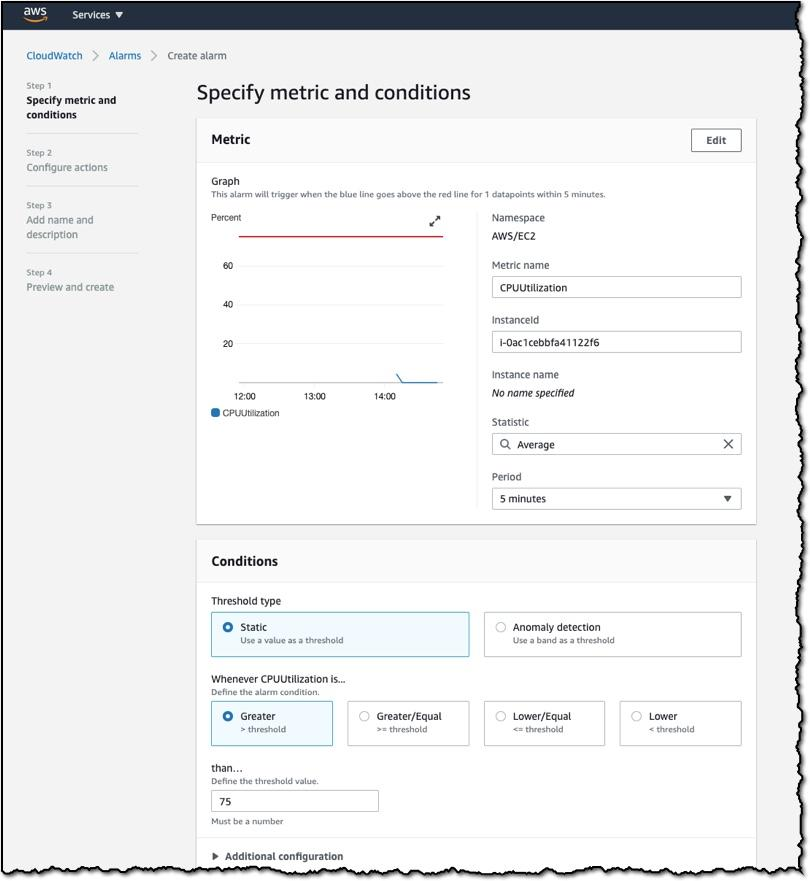 aws
Services
CloudWatch
Alarms
Create alarm
Step 1
Specify metric and
conditions
Step 2
Configure actions
Step 3
Add name and
description
Step 4
Preview and create
Specify metric and conditions
Metric
Edit
Graph
This alarm will trigger when the blue line goes above the red line for 1 datapoints within 5 minutes.
Percent
60
40
20
12:00 13:00 14:00
CPUUtilization
Namespace
AWS/EC2
Metric name
CPUUtilization
InstanceId
i-0ac1cebbfa41122f6
Instance name
No name specified
Statistic
Average
Period
5 minutes
Conditions
Threshold type
Static
Use a value as a threshold
Anomaly detection
Use a band as a threshold
Whenever CPUUtilization is...
Define the alarm condition.
Greater
> threshold
Greater/Equal
>= threshold
Lower/Equal
<= threshold
Lower
< threshold
than...
Define the threshold value.
75
Must be a number
Additional configuration